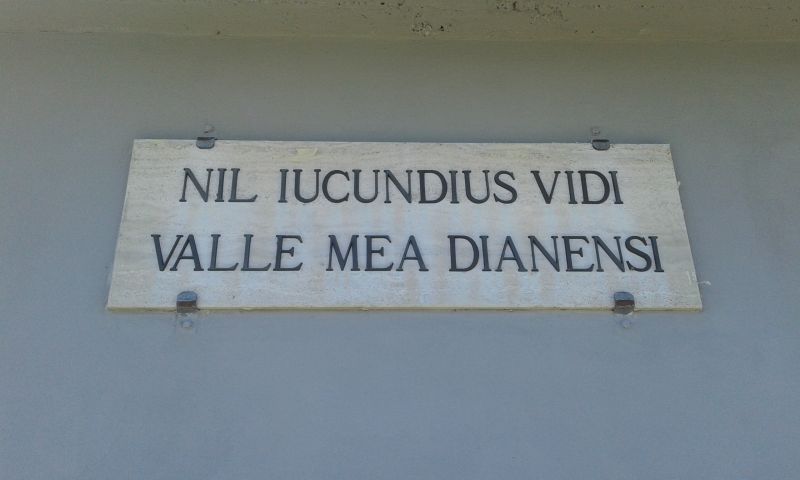 NIL IUCUNDIUS VIDI
VALLE MEA DIANENSI